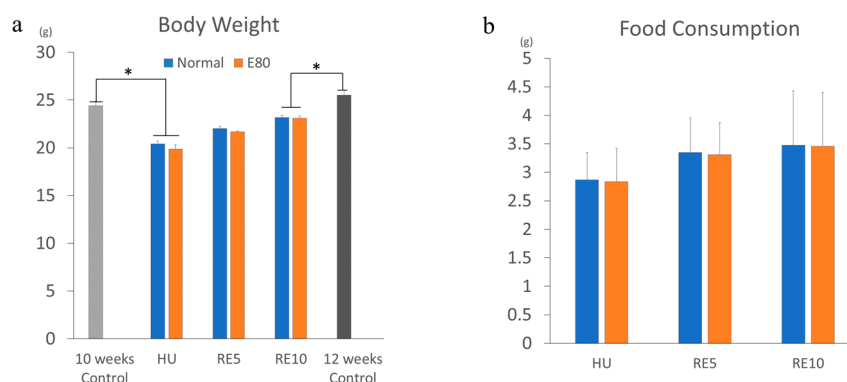 a
Body Weight
(g)
Normal E80
30
25
20
15
10
5
0
*
*
10 weeks Control
HU
RE5
RE10
12 weeks Control
b
Food Consumption
(g)
5
4.5
4
3.5
3
2.5
2
1.5
1
0.5
0
HU
RE5
RE10